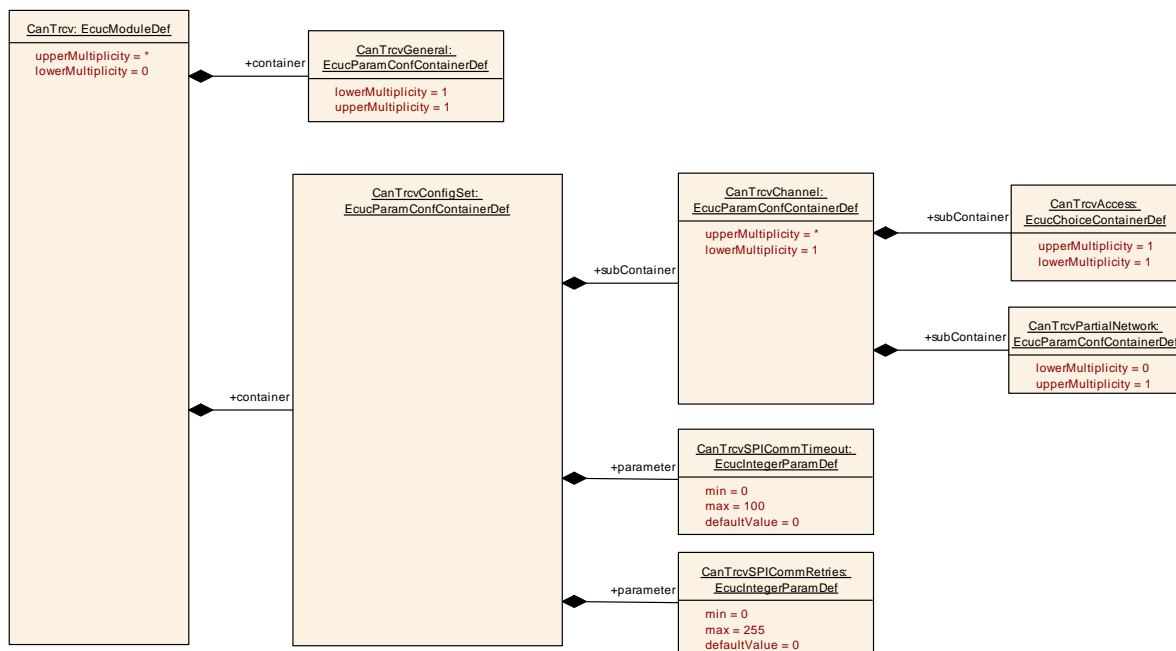 CanTrcv: EcucModuleDef
upperMultiplicity = *
lowerMultiplicity = 0
+container
CanTrcvGeneral:
EcucParamConfContainerDef
lowerMultiplicity = 1
upperMultiplicity = 1
+container
CanTrcvConfigSet:
EcucParamConfContainerDef
+subContainer
CanTrcvChannel:
EcucParamConfContainerDef
upperMultiplicity = *
lowerMultiplicity = 1
+subContainer
CanTrcvAccess:
EcucChoiceContainerDef
upperMultiplicity = 1
lowerMultiplicity = 1
+subContainer
CanTrcvPartialNetwork:
EcucParamConfContainerDef
lowerMultiplicity = 0
upperMultiplicity = 1
+parameter
CanTrcvSPICommTimeout:
EcucIntegerParamDef
min = 0
max = 100
defaultValue = 0
+parameter
CanTrcvSPICommRetries:
EcucIntegerParamDef
min = 0
max = 255
defaultValue = 0